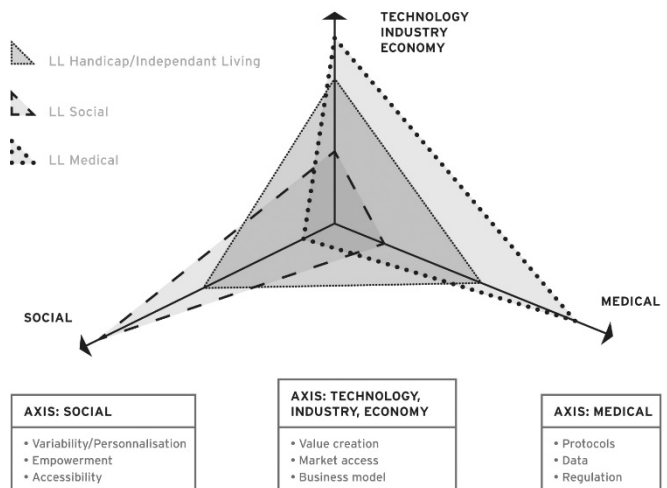 TECHNOLOGY
INDUSTRY
ECONOMY
LL Handicap/Independant Living
LL Social
LL Medical
SOCIAL
MEDICAL
AXIS: SOCIAL
• Variability/Personnalisation
• Empowerment
• Accessibility
AXIS: TECHNOLOGY,
INDUSTRY, ECONOMY
• Value creation
• Market access
• Business model
AXIS: MEDICAL
• Protocols
• Data
• Regulation